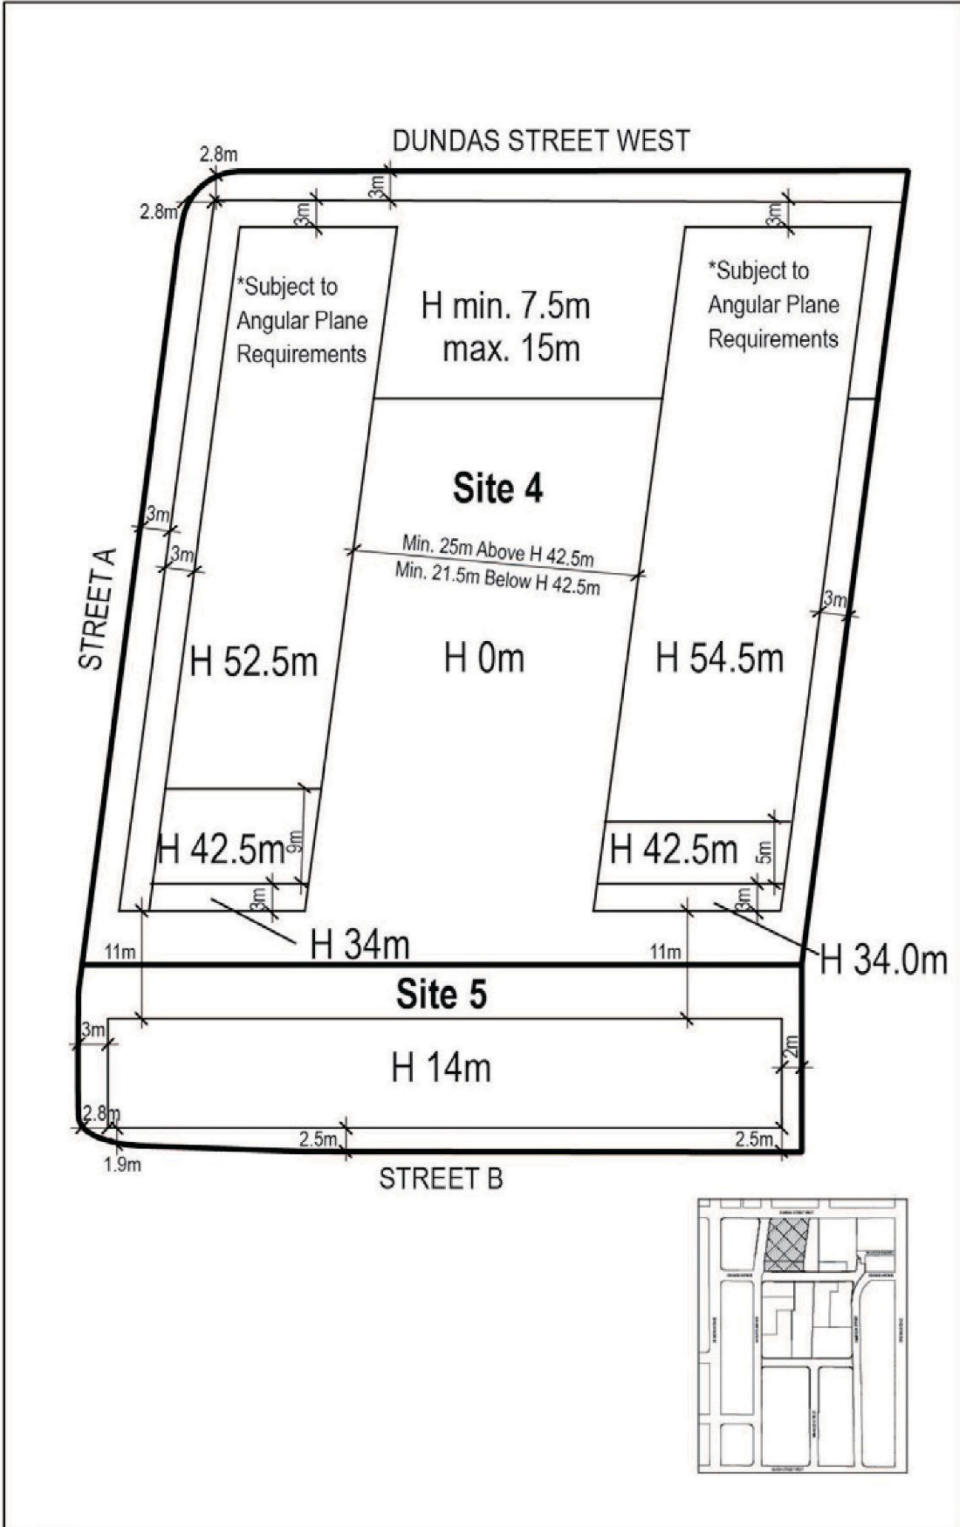 DUNDAS STREET WEST
2.8m
3m
2.8m
3m
3m
*Subject to
Angular Plane
Requirements
H min. 7.5m
max. 15m
*Subject to
Angular Plane
Requirements
Site 4
3m
3m
Min. 25m Above H 42.5m
Min. 21.5m Below H 42.5m
STREET A
3m
H 52.5m
H 0m
H 54.5m
H 42.5m
9m
H 42.5m
5m
3m
3m
H 34m
H 34.0m
11m
11m
Site 5
3m
2m
H 14m
2.8m
2.5m
2.5m
1.9m
STREET B